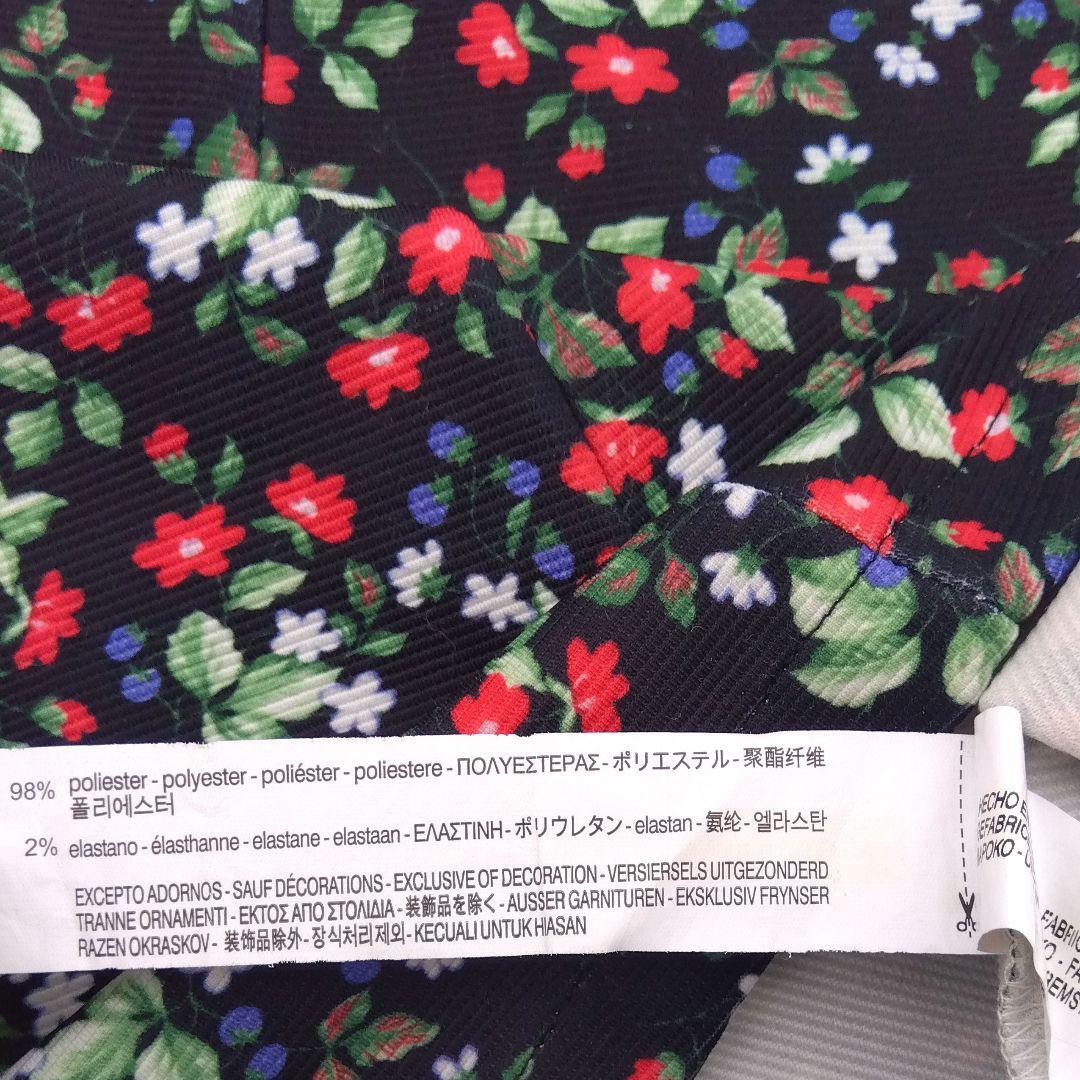 98% poliester - polyester - poliéster - poliestere - ΠΟΛΥΕΣΤΕΡΑΣ - ポリエステル - 聚酯纤维
폴리에스터
2% elastano - élasthanne - elastane - elastaan - ΕΛΑΣΤΙΝΗ - ポリウレタン - elastan - 氨纶 - 엘라스탄
EXCEPTO ADORNOS - SAUF DÉCORATIONS - EXCLUSIVE OF DECORATION - VERSIERSELS UITGEZONDERD
TRANNE ORNAMENTI - ΕΚΤΟΣ ΑΠΟ ΣΤΟΛΙΔΙΑ - 装飾品を除く - AUSSER GARNITUREN - EKSKLUSIV FRYNSER
RAZEN OKRASKOV - 装饰品除外 - 장식처리제외 - KECUALI UNTUK HIASAN
HECHO